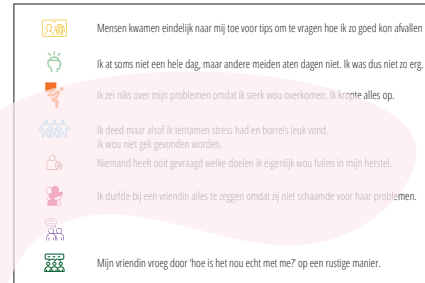 Mensen kwamen eindelijk naar mij toe voor tips om te vragen hoe ik zo goed kon afvallen
Ik at soms niet een hele dag, maar andere meiden aten dagen niet. Ik was dus niet zo erg.
Ik zei niks over mijn problemen omdat ik sterk wou overkomen. Ik kropte alles op.
Ik deed maar alsof ik tentamen stress had en borrels leuk vond.
Ik wou niet gek gevonden worden.
Niemand heeft ooit gevraagd welke doelen ik eigenlijk wou halen in mijn herstel.
Ik durfde bij een vriendin alles te zeggen omdat zij niet schaamde voor haar problemen.
Mijn vriendin vroeg door 'hoe is het nou echt met me?' op een rustige manier.